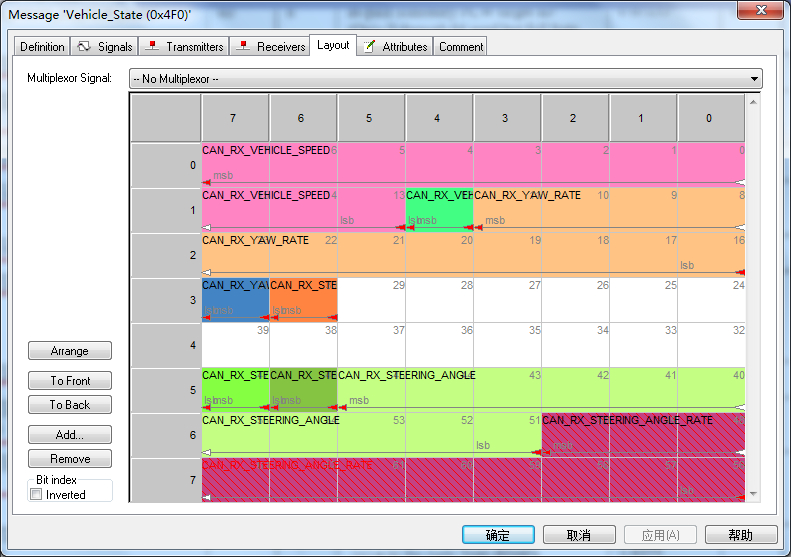 Message 'Vehicle_State (0x4F0)'
Definition Signals Transmitters Receivers Layout Attributes Comment
Multiplexor Signal: -- No Multiplexor --
7 6 5 4 3 2 1 0
0 CAN_RX_VEHICLE_SPEED 6 5 4 3 2 1 0
msb
1 CAN_RX_VEHICLE_SPEED 4 13 CAN_RX_VEH CAN_RX_YAW_RATE 10 9 8
lsb lsb msb msb
2 CAN_RX_YAW_RATE 22 21 20 19 18 17 16
lsb
3 CAN_RX_YAW CAN_RX_STE 29 28 27 26 25 24
lsb msb lsb msb
4 39 38 37 36 35 34 33 32
Arrange
To Front
To Back
Add...
Remove
Bit index
Inverted
5 CAN_RX_STE CAN_RX_STE CAN_RX_STEERING_ANGLE 43 42 41 40
lsb msb lsb msb msb
6 CAN_RX_STEERING_ANGLE 53 52 51 CAN_RX_STEERING_ANGLE_RATE
lsb msb
7 CAN_RX_STEERING_ANGLE_RATE 61 60 59 58 57 56
lsb
确定 取消 应用(A) 帮助